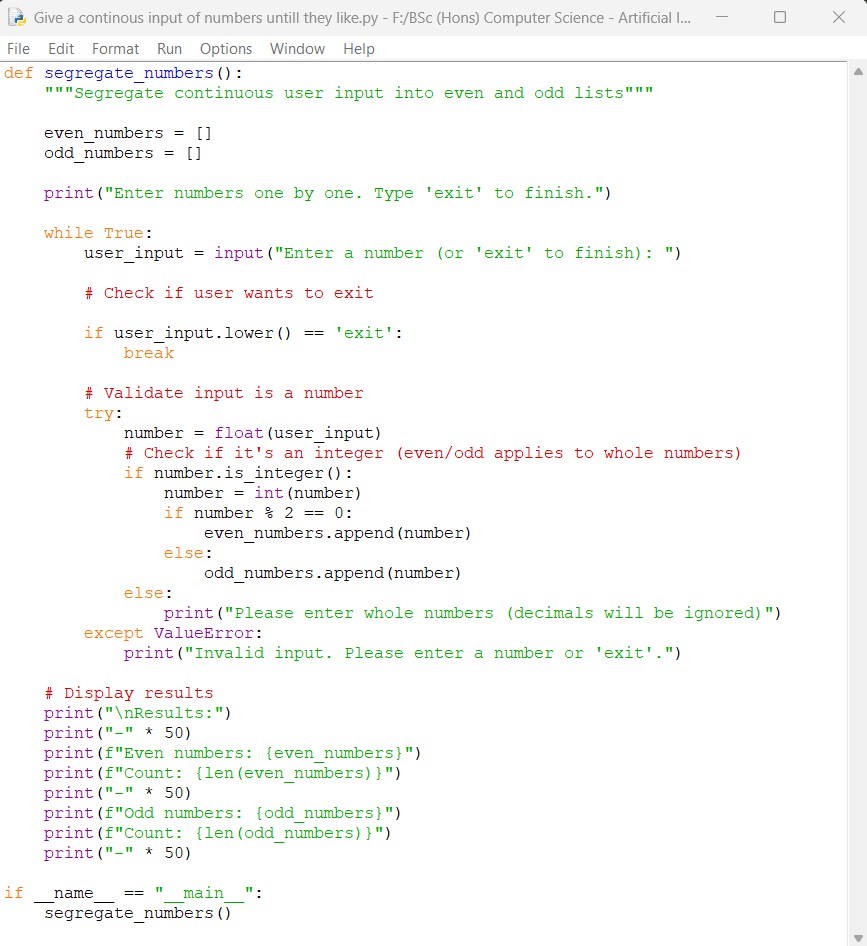 Give a continous input of numbers untill they like.py - F:/BSc (Hons) Computer Science - Artificial I...
File Edit Format Run Options Window Help
def segregate_numbers():
    """Segregate continuous user input into even and odd lists"""

    even_numbers = []
    odd_numbers = []

    print("Enter numbers one by one. Type 'exit' to finish.")

    while True:
        user_input = input("Enter a number (or 'exit' to finish): ")

        # Check if user wants to exit

        if user_input.lower() == 'exit':
            break

        # Validate input is a number
        try:
            number = float(user_input)
            # Check if it's an integer (even/odd applies to whole numbers)
            if number.is_integer():
                number = int(number)
                if number % 2 == 0:
                    even_numbers.append(number)
                else:
                    odd_numbers.append(number)
            else:
                print("Please enter whole numbers (decimals will be ignored)")
        except ValueError:
            print("Invalid input. Please enter a number or 'exit'.")

    # Display results
    print("\nResults:")
    print("-" * 50)
    print(f"Even numbers: {even_numbers}")
    print(f"Count: {len(even_numbers)}")
    print("-" * 50)
    print(f"Odd numbers: {odd_numbers}")
    print(f"Count: {len(odd_numbers)}")
    print("-" * 50)

if __name__ == "__main__":
    segregate_numbers()